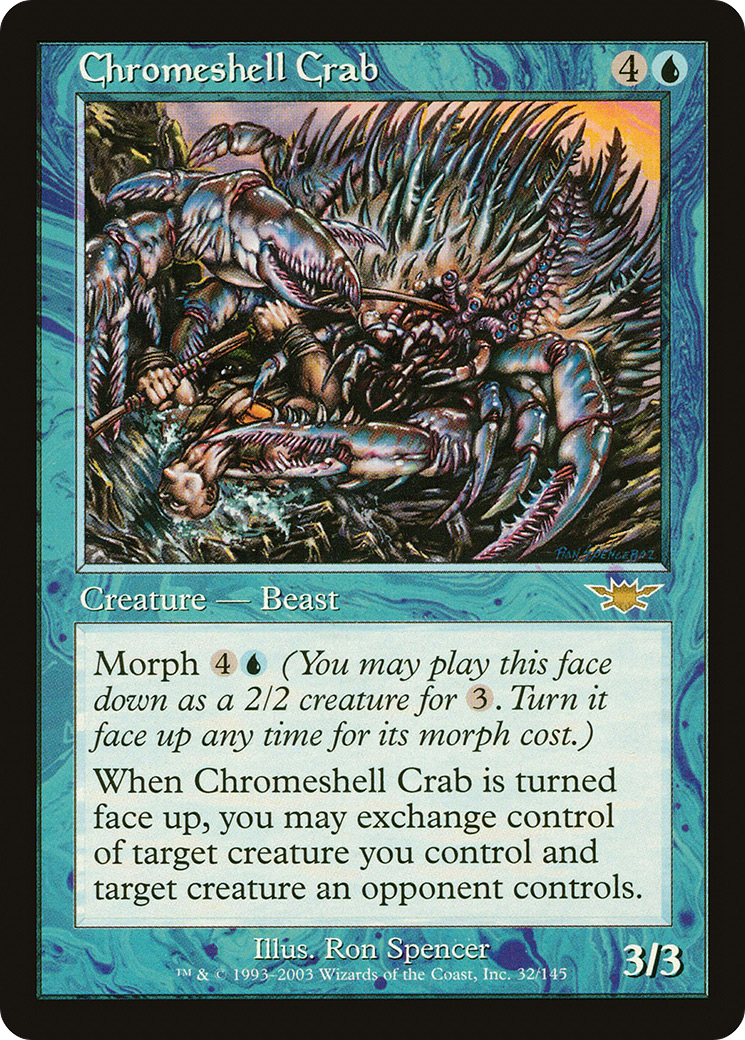 Chromeshell Crab 4
Creature — Beast
Morph 4 (You may play this face
down as a 2/2 creature for 3. Turn it
face up any time for its morph cost.)
When Chromeshell Crab is turned
face up, you may exchange control
of target creature you control and
target creature an opponent controls.
Illus. Ron Spencer
™ & © 1993–2003 Wizards of the Coast, Inc. 32/145
3/3